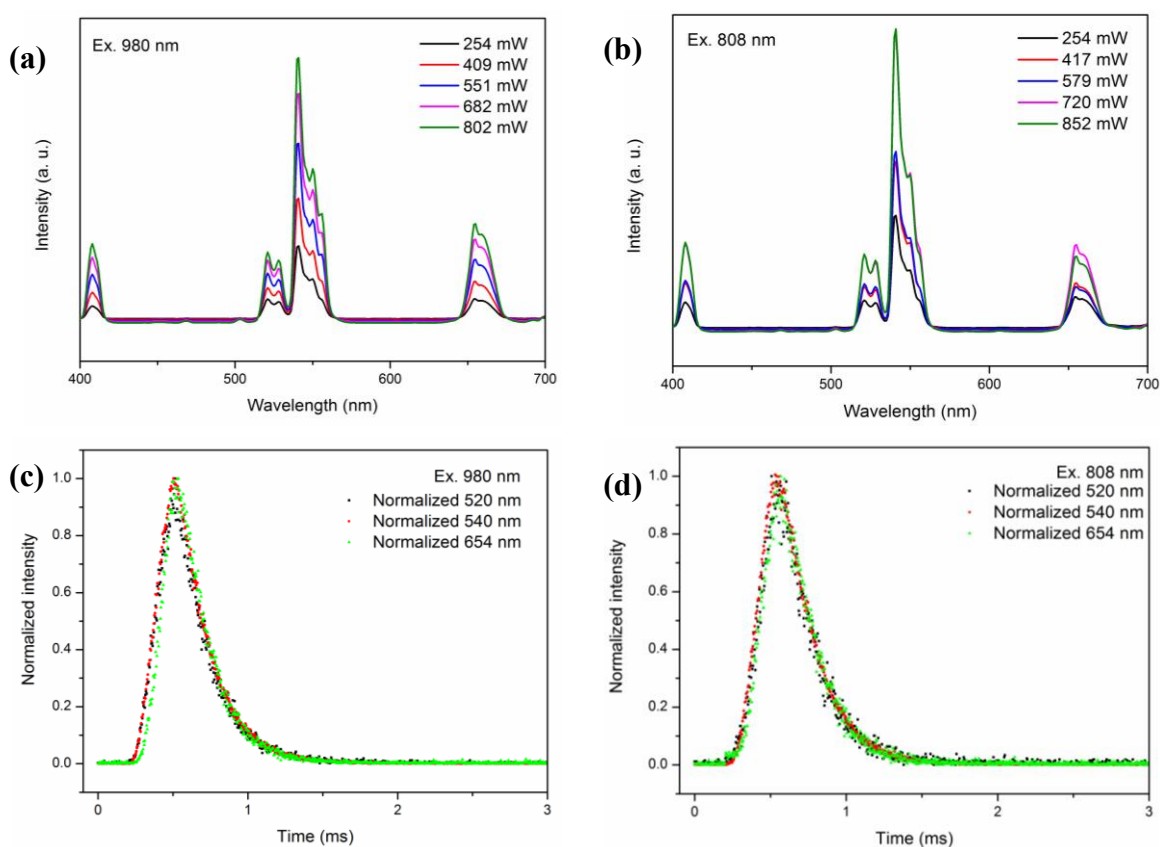 (a)
Ex. 980 nm
254 mW
409 mW
551 mW
682 mW
802 mW
Intensity (a. u.)
400
500
600
700
Wavelength (nm)
(b)
Ex. 808 nm
254 mW
417 mW
579 mW
720 mW
852 mW
Intensity (a. u.)
400
500
600
700
Wavelength (nm)
(c)
Ex. 980 nm
Normalized 520 nm
Normalized 540 nm
Normalized 654 nm
Normalized intensity
1.0
0.8
0.6
0.4
0.2
0.0
0
1
2
3
Time (ms)
(d)
Ex. 808 nm
Normalized 520 nm
Normalized 540 nm
Normalized 654 nm
Normalized intensity
1.0
0.8
0.6
0.4
0.2
0.0
0
1
2
3
Time (ms)